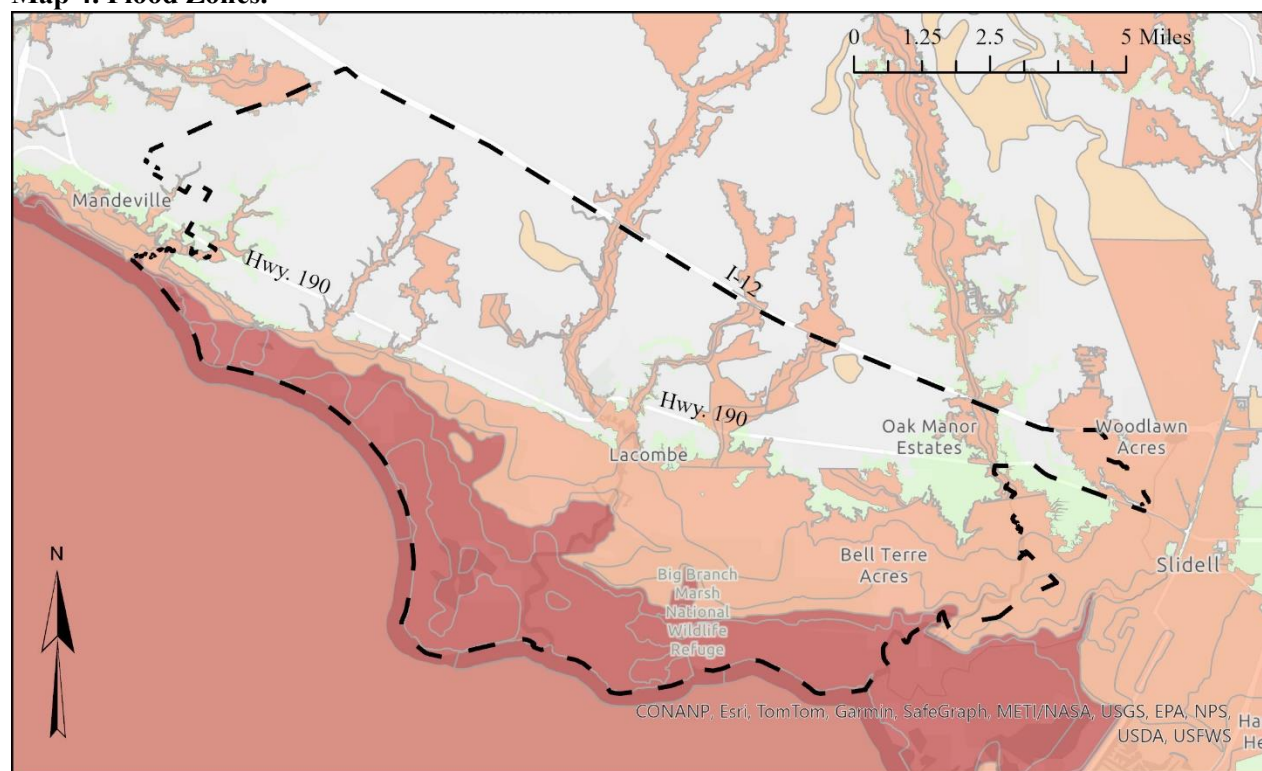 Map 4. Flood Zones.
0 1.25 2.5 5 Miles
Mandeville
Hwy. 190
I-12
Hwy. 190
Lacombe
Oak Manor
Estates
Woodlawn
Acres
Bell Terre
Acres
Slidell
Big Branch
Marsh
National
Wildlife
Refuge
N
CONANP, Esri, TomTom, Garmin, SafeGraph, METI/NASA, USGS, EPA, NPS,
USDA, USFWS
Ha
He